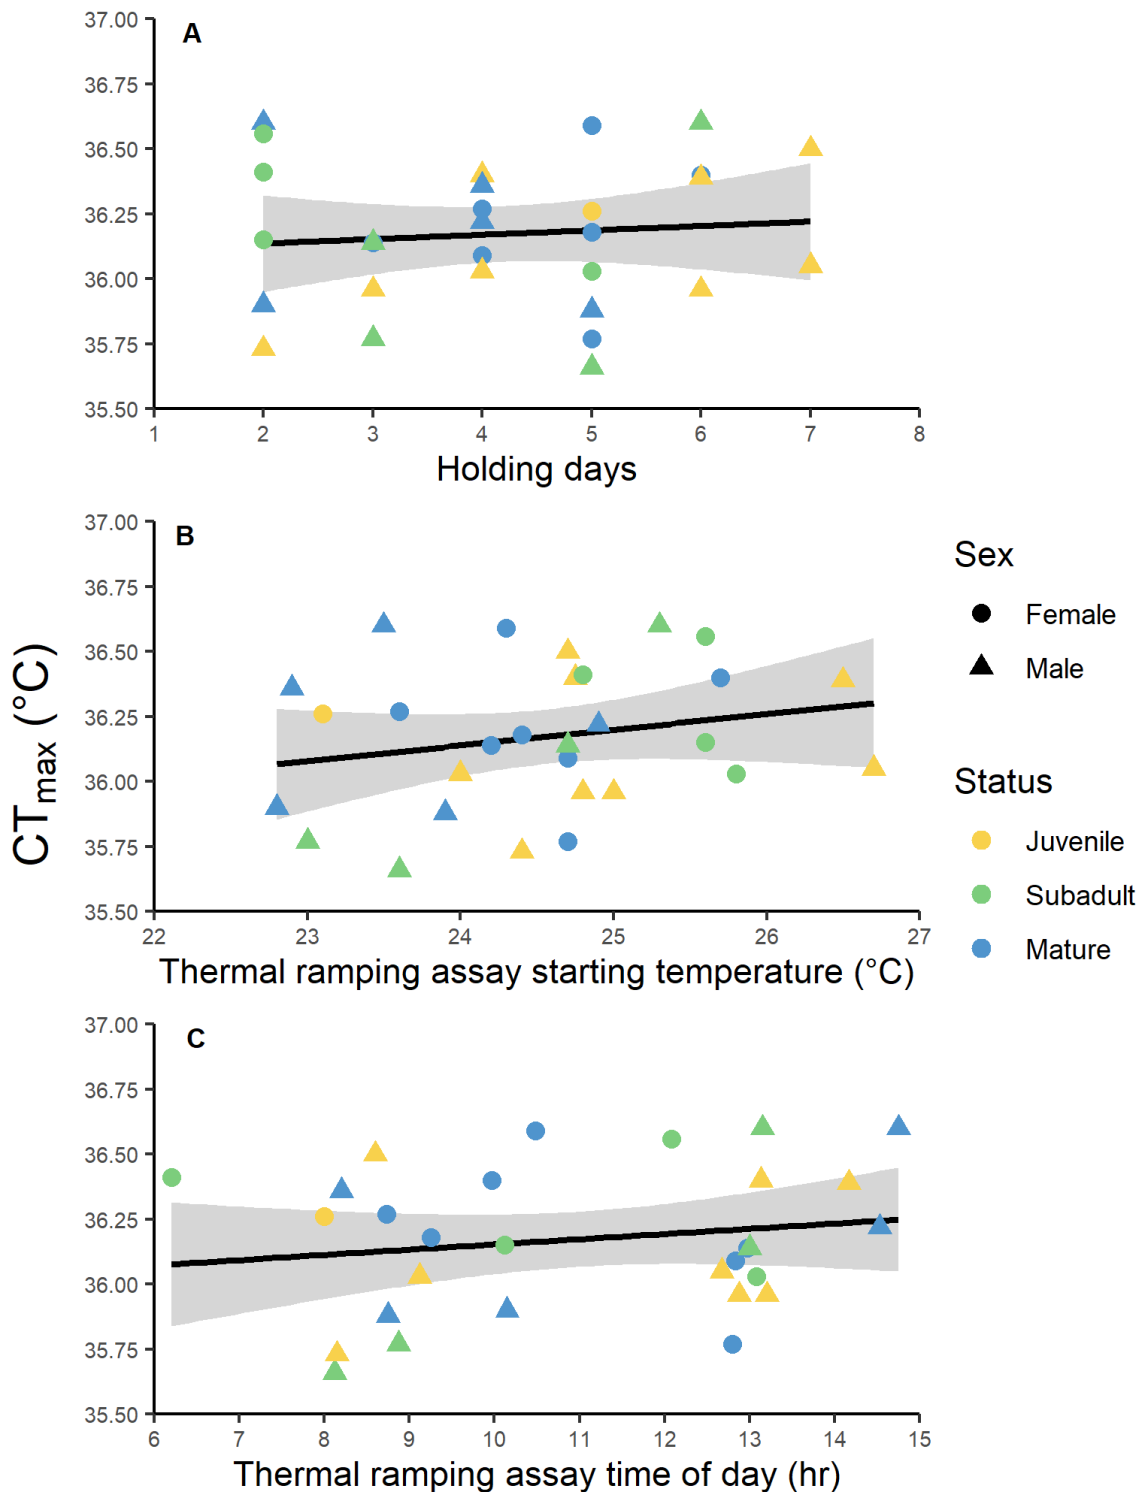 A
37.00
36.75
36.50
36.25
36.00
35.75
35.50
1 2 3 4 5 6 7 8
Holding days
B
37.00
36.75
36.50
36.25
36.00
35.75
35.50
22 23 24 25 26 27
Thermal ramping assay starting temperature (°C)
CTmax (°C)
C
37.00
36.75
36.50
36.25
36.00
35.75
35.50
6 7 8 9 10 11 12 13 14 15
Thermal ramping assay time of day (hr)
Sex
Female
Male
Status
Juvenile
Subadult
Mature